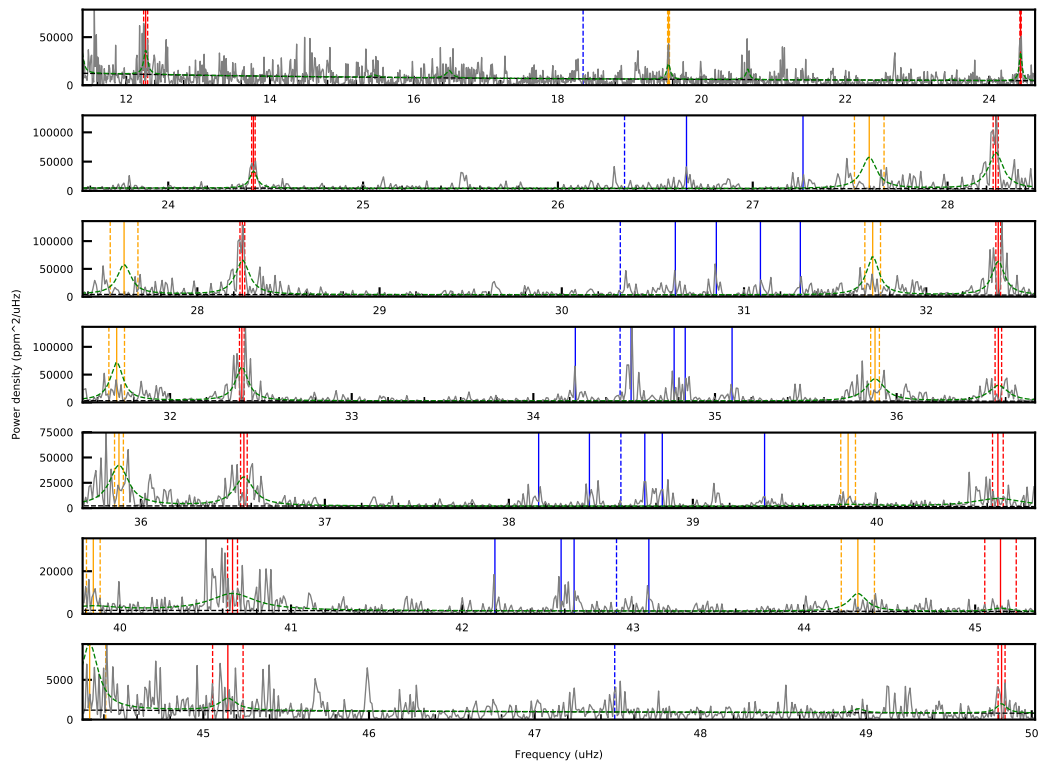 50000
0
12 14 16 18 20 22 24
100000
50000
0
24 25 26 27 28
100000
50000
0
28 29 30 31 32
Power density (ppm^2/uHz)
100000
50000
0
32 33 34 35 36
75000
50000
25000
0
36 37 38 39 40
20000
0
40 41 42 43 44 45
5000
0
45 46 47 48 49 50
Frequency (uHz)